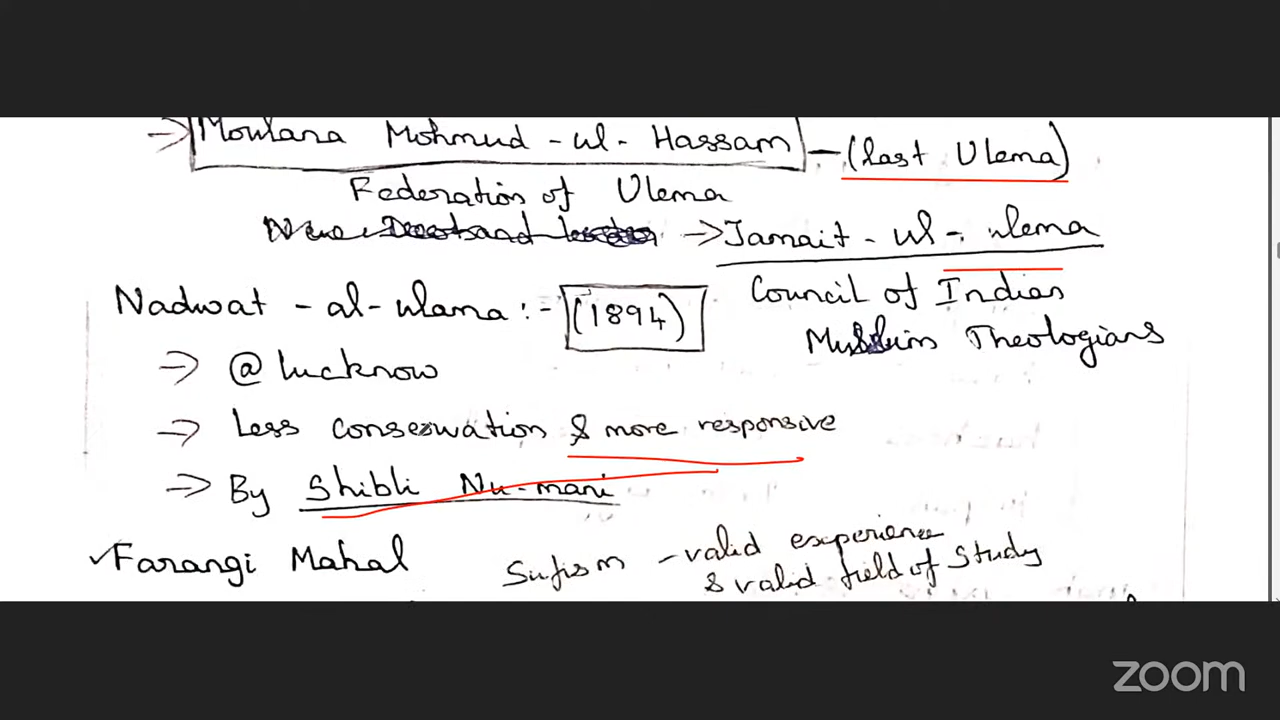 → Moulana Mohmud - ul - Hassam - (last Ulema)
Federation of Ulema
→ Jamait - ul - ulema
Nadwat - al - ulama :- (1894)
Council of Indian
Muslim Theologians
→ @ lucknow
→ Less conservation & more responsive
→ By Shibli Nu-mani
✓ Farangi Mahal
Sufism - valid experience
& valid field of Study
zoom